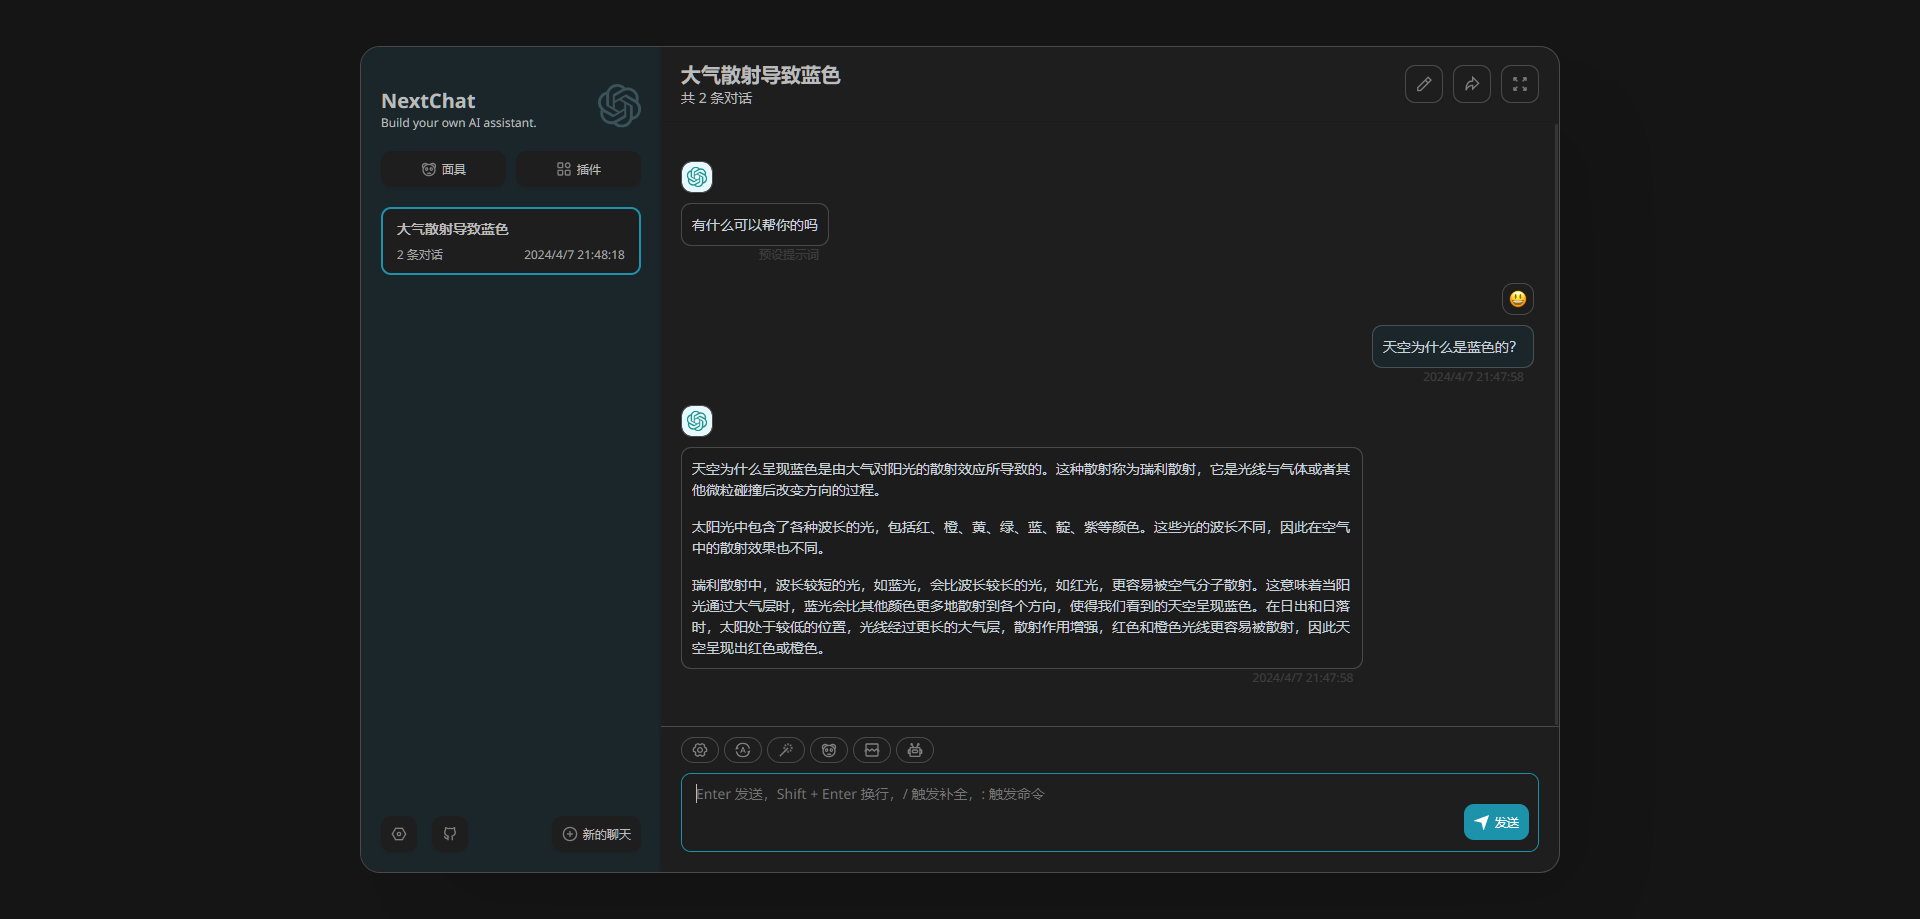 NextChat
Build your own AI assistant.
面具
插件
大气散射导致蓝色
2 条对话
2024/4/7 21:48:18
新的聊天
大气散射导致蓝色
共 2 条对话
有什么可以帮你的吗
预设提示词
天空为什么是蓝色的？
2024/4/7 21:47:58
天空为什么呈现蓝色是由大气对阳光的散射效应所导致的。这种散射称为瑞利散射，它是光线与气体或者其
他微粒碰撞后改变方向的过程。
太阳光中包含了各种波长的光，包括红、橙、黄、绿、蓝、靛、紫等颜色。这些光的波长不同，因此在空气
中的散射效果也不同。
瑞利散射中，波长较短的光，如蓝光，会比波长较长的光，如红光，更容易被空气分子散射。这意味着当阳
光通过大气层时，蓝光会比其他颜色更多地散射到各个方向，使得我们看到的天空呈现蓝色。在日出和日落
时，太阳处于较低的位置，光线经过更长的大气层，散射作用增强，红色和橙色光线更容易被散射，因此天
空呈现出红色或橙色。
2024/4/7 21:47:58
Enter 发送，Shift + Enter 换行，/ 触发补全，: 触发命令
发送